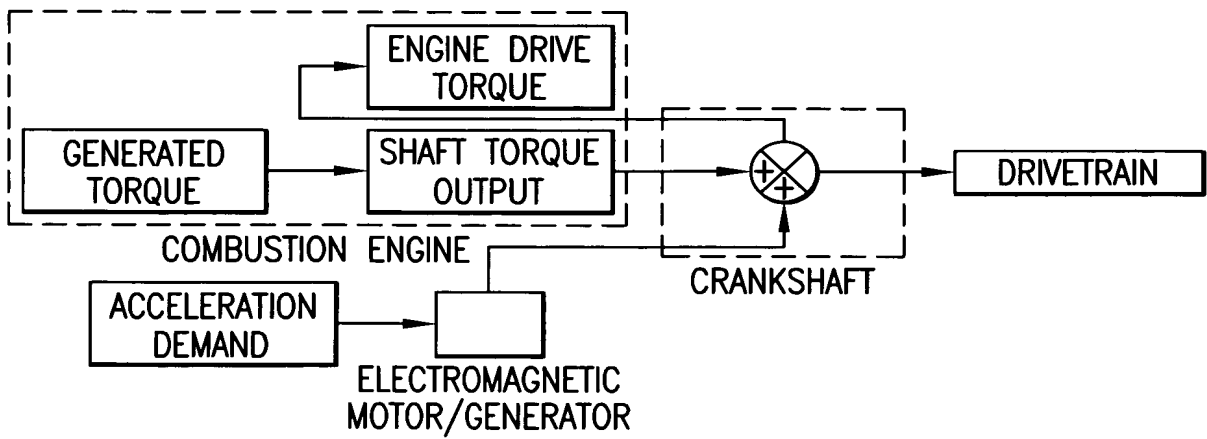 ENGINE DRIVE
TORQUE
GENERATED
TORQUE
SHAFT TORQUE
OUTPUT
+
+
DRIVETRAIN
COMBUSTION ENGINE
CRANKSHAFT
ACCELERATION
DEMAND
ELECTROMAGNETIC
MOTOR/GENERATOR